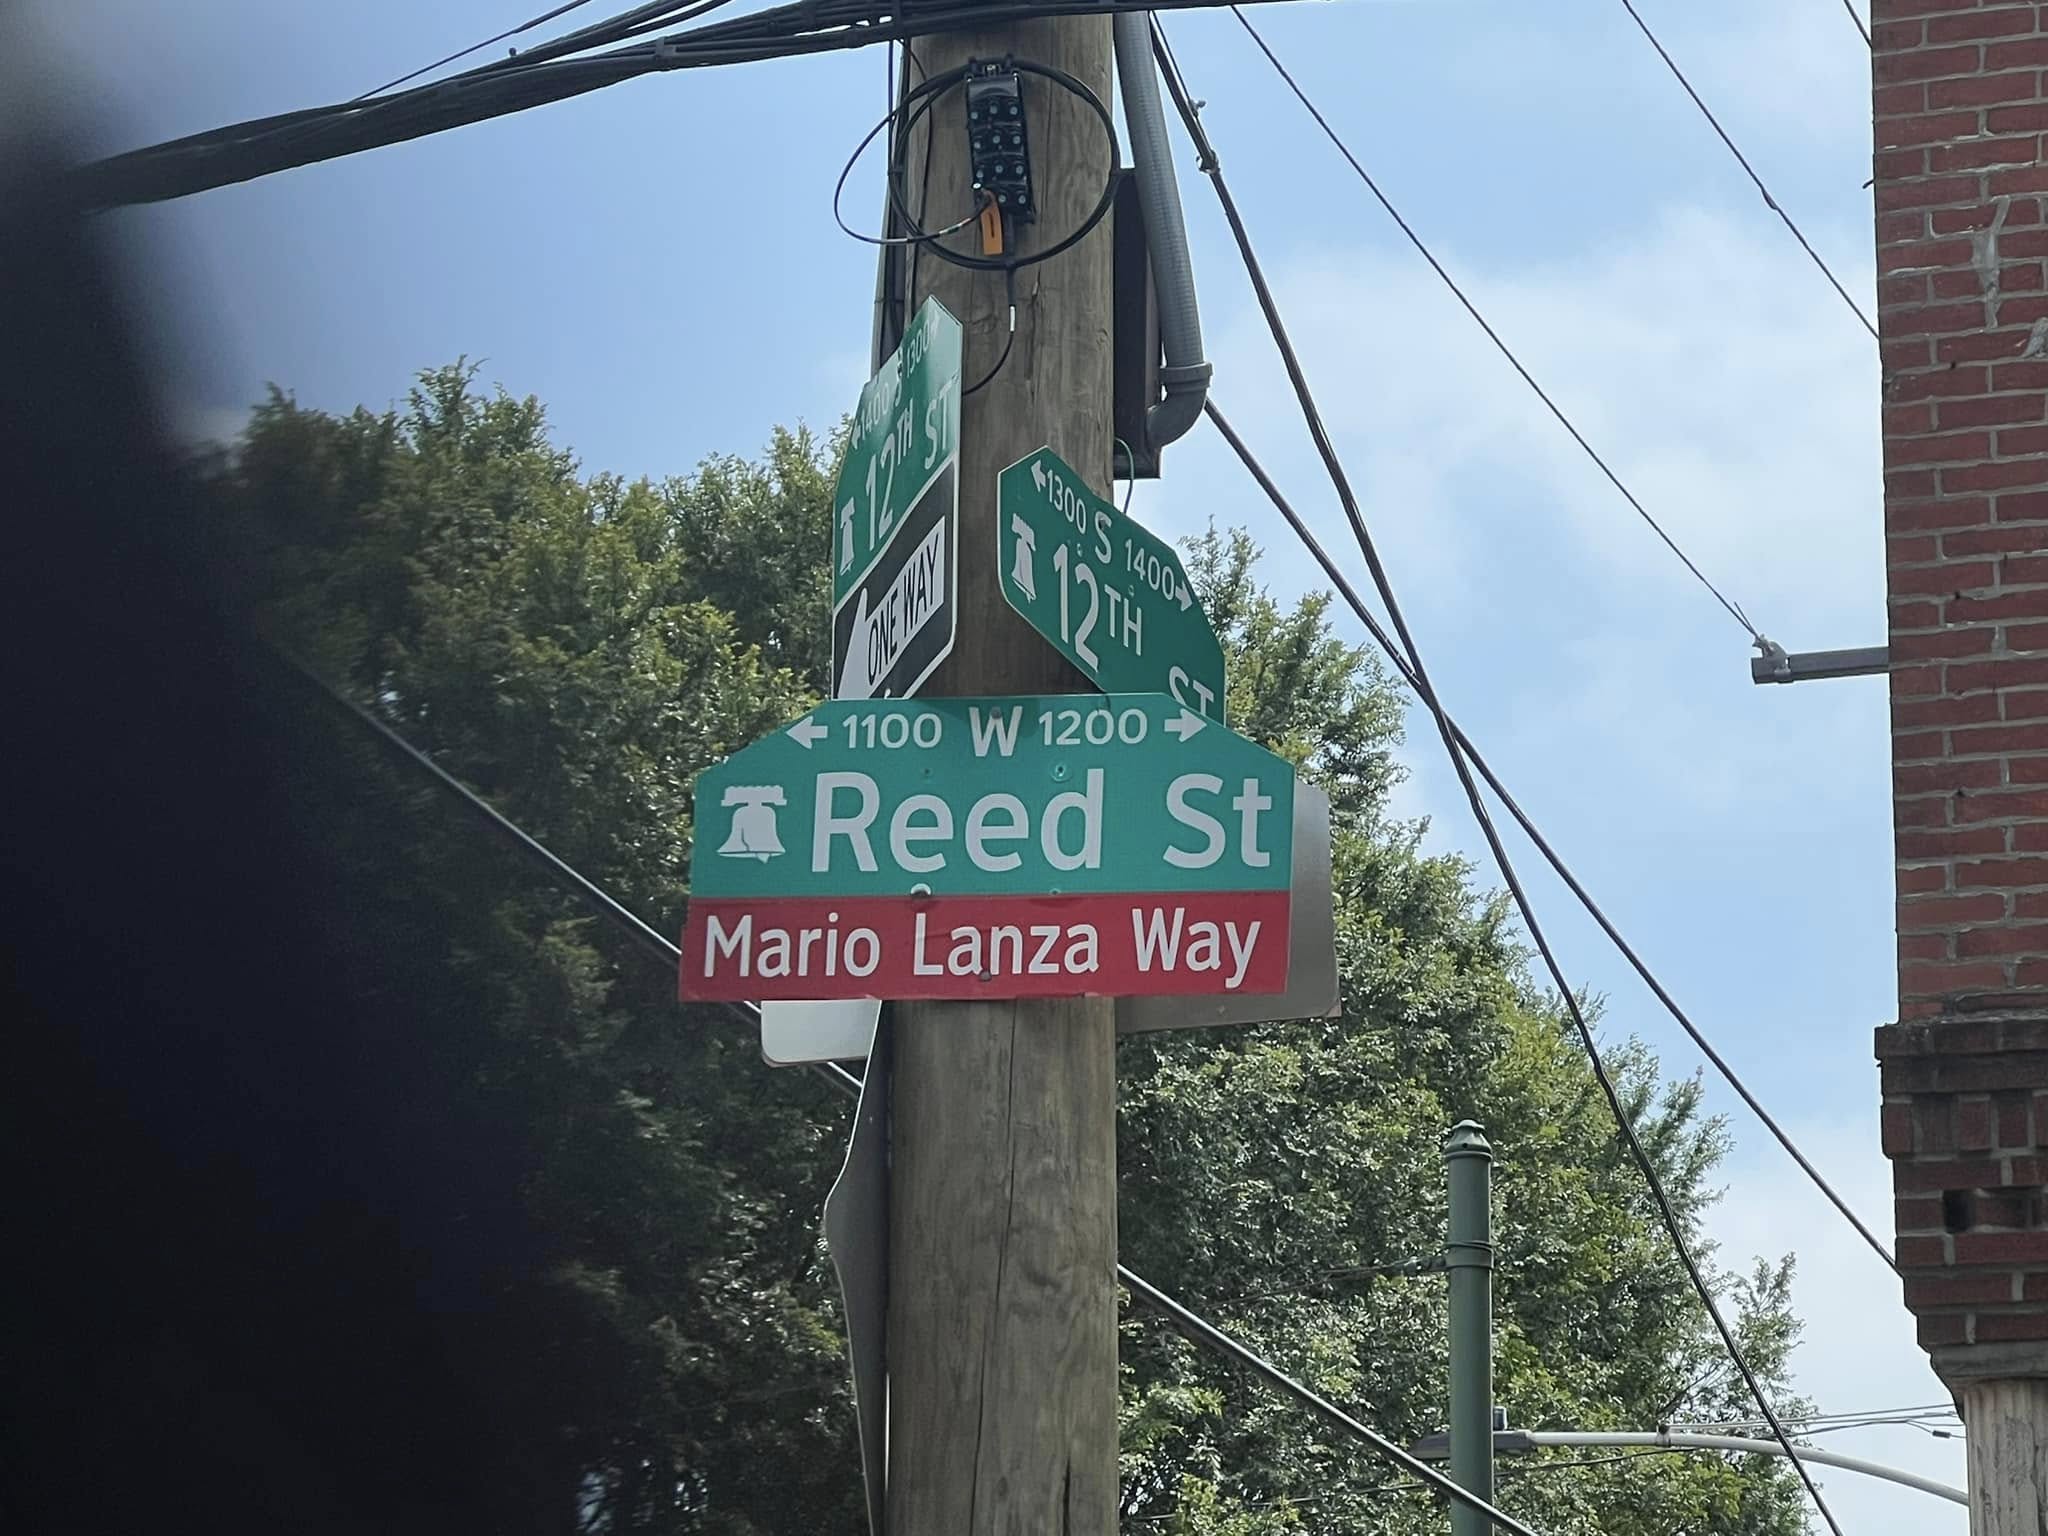 ←1400 S 1300→
12TH ST
ONE WAY
←1300 S 1400→
12TH ST
← 1100 W 1200 →
Reed St
Mario Lanza Way